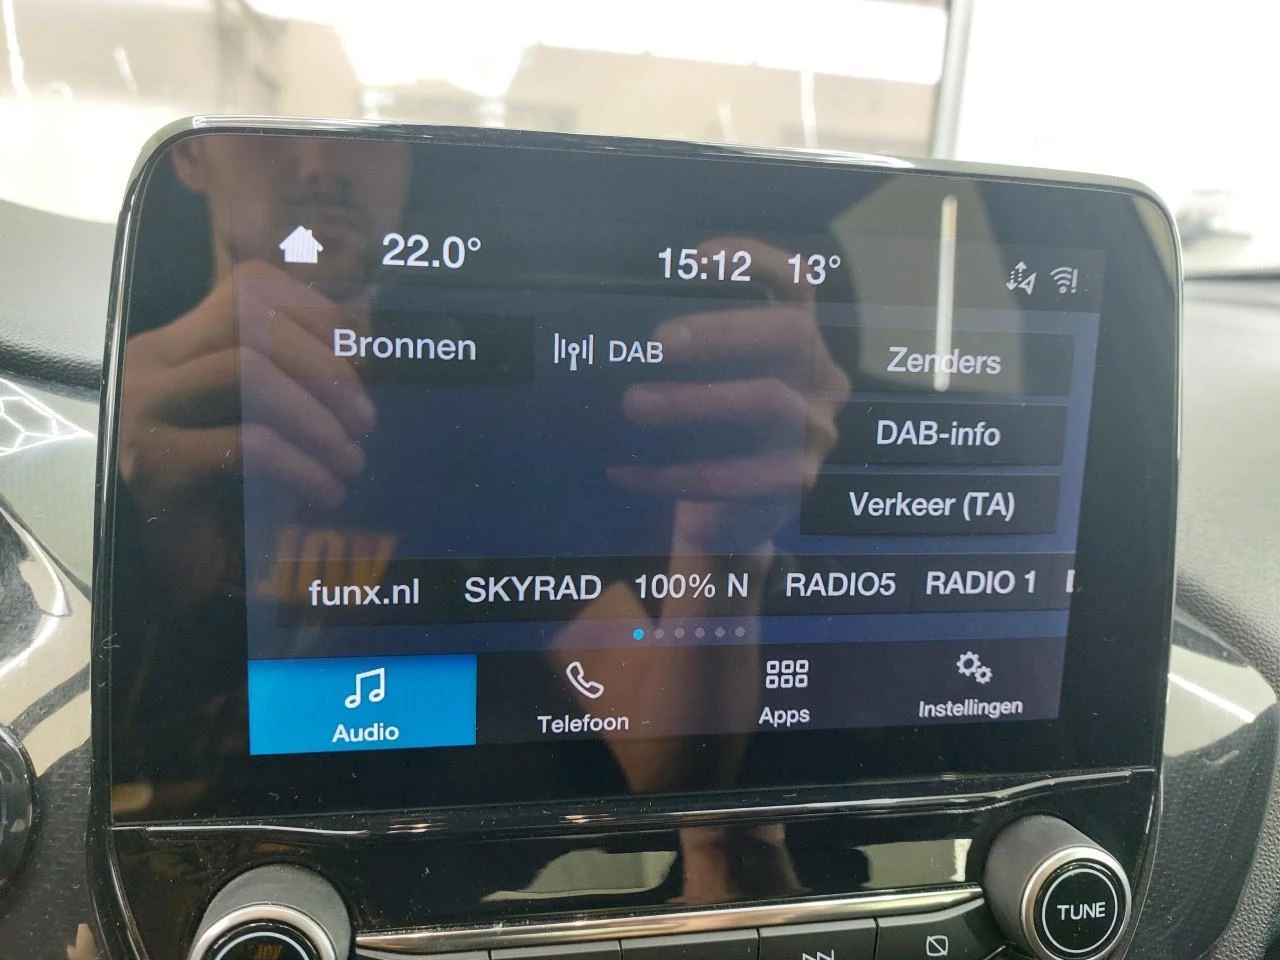 22.0° 15:12 13°
Bronnen DAB Zenders
DAB-info
Verkeer (TA)
funx.nl SKYRAD 100% N RADIO5 RADIO 1
Audio Telefoon Apps Instellingen
TUNE